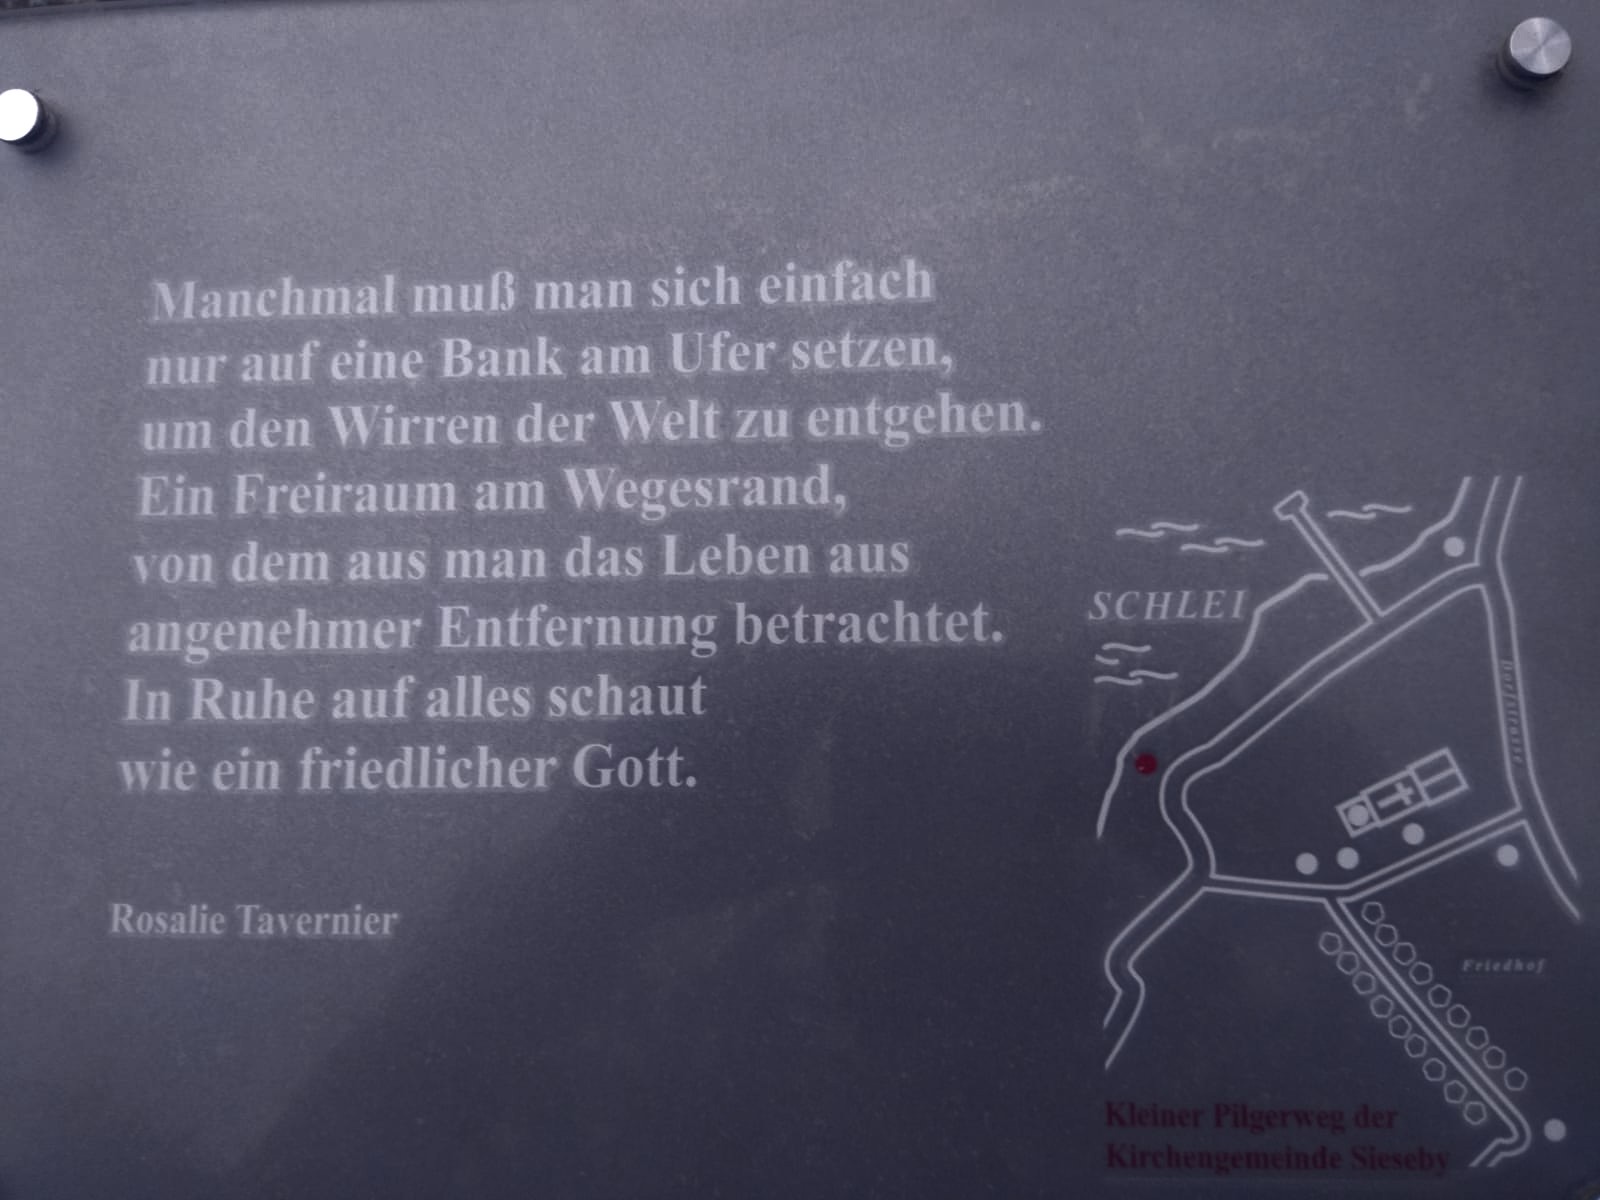 Manchmal muß man sich einfach
nur auf eine Bank am Ufer setzen,
um den Wirren der Welt zu entgehen.
Ein Freiraum am Wegesrand,
von dem aus man das Leben aus
angenehmer Entfernung betrachtet.
In Ruhe auf alles schaut
wie ein friedlicher Gott.
Rosalie Tavernier
SCHLEI
Dorfstrasse
Friedhof
Kleiner Pilgerweg der
Kirchengemeinde Sieseby